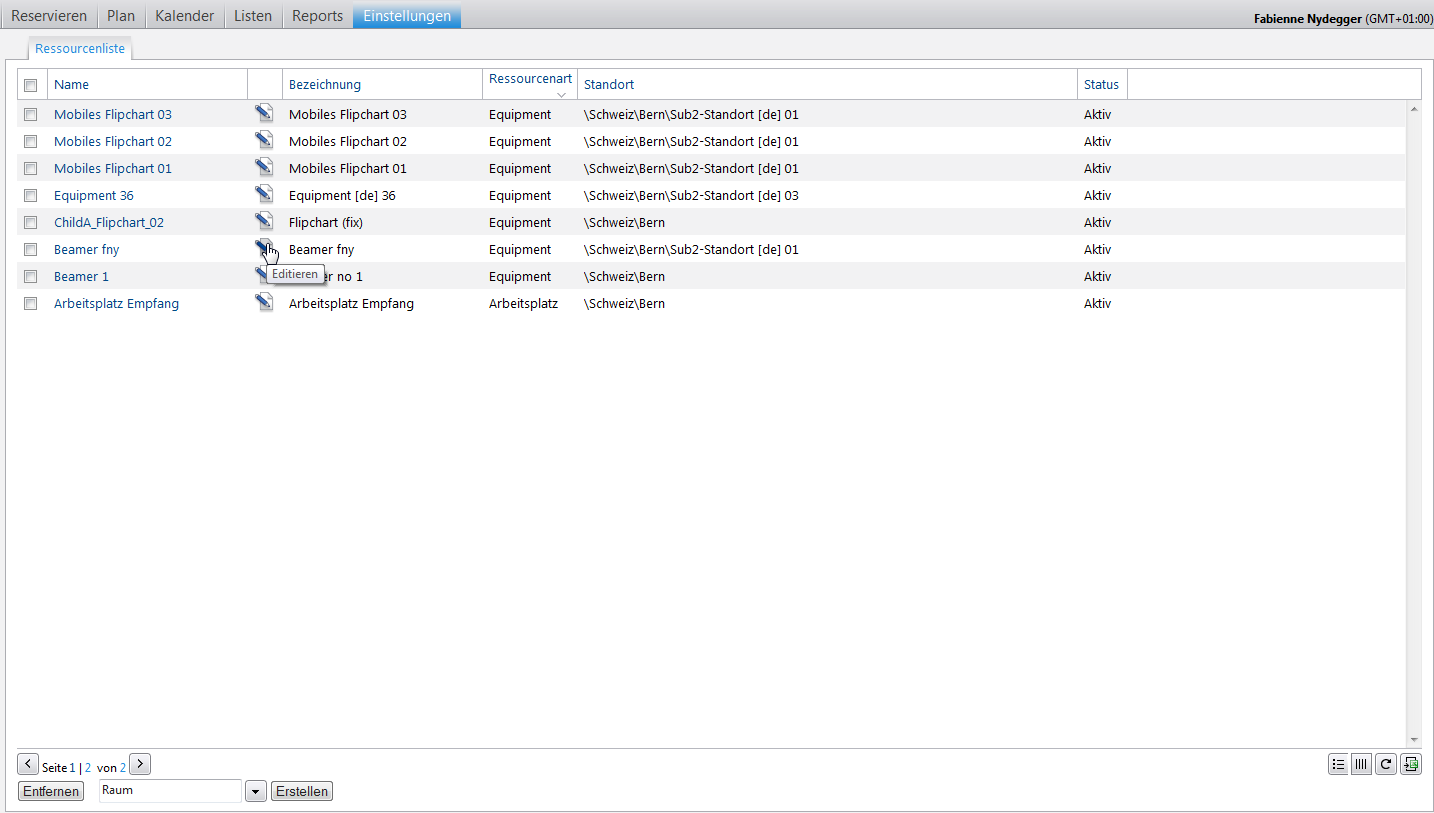 Reservieren Plan Kalender Listen Reports Einstellungen
Fabienne Nydegger (GMT+01:00)
Ressourcenliste
Name Bezeichnung Ressourcenart Standort Status
Mobiles Flipchart 03 Mobiles Flipchart 03 Equipment \Schweiz\Bern\Sub2-Standort [de] 01 Aktiv
Mobiles Flipchart 02 Mobiles Flipchart 02 Equipment \Schweiz\Bern\Sub2-Standort [de] 01 Aktiv
Mobiles Flipchart 01 Mobiles Flipchart 01 Equipment \Schweiz\Bern\Sub2-Standort [de] 01 Aktiv
Equipment 36 Equipment [de] 36 Equipment \Schweiz\Bern\Sub2-Standort [de] 03 Aktiv
ChildA_Flipchart_02 Flipchart (fix) Equipment \Schweiz\Bern Aktiv
Beamer fny Beamer fny Equipment \Schweiz\Bern\Sub2-Standort [de] 01 Aktiv
Editieren
Beamer 1 er no 1 Equipment \Schweiz\Bern Aktiv
Arbeitsplatz Empfang Arbeitsplatz Empfang Arbeitsplatz \Schweiz\Bern Aktiv
Seite 1 | 2 von 2
Entfernen Raum Erstellen